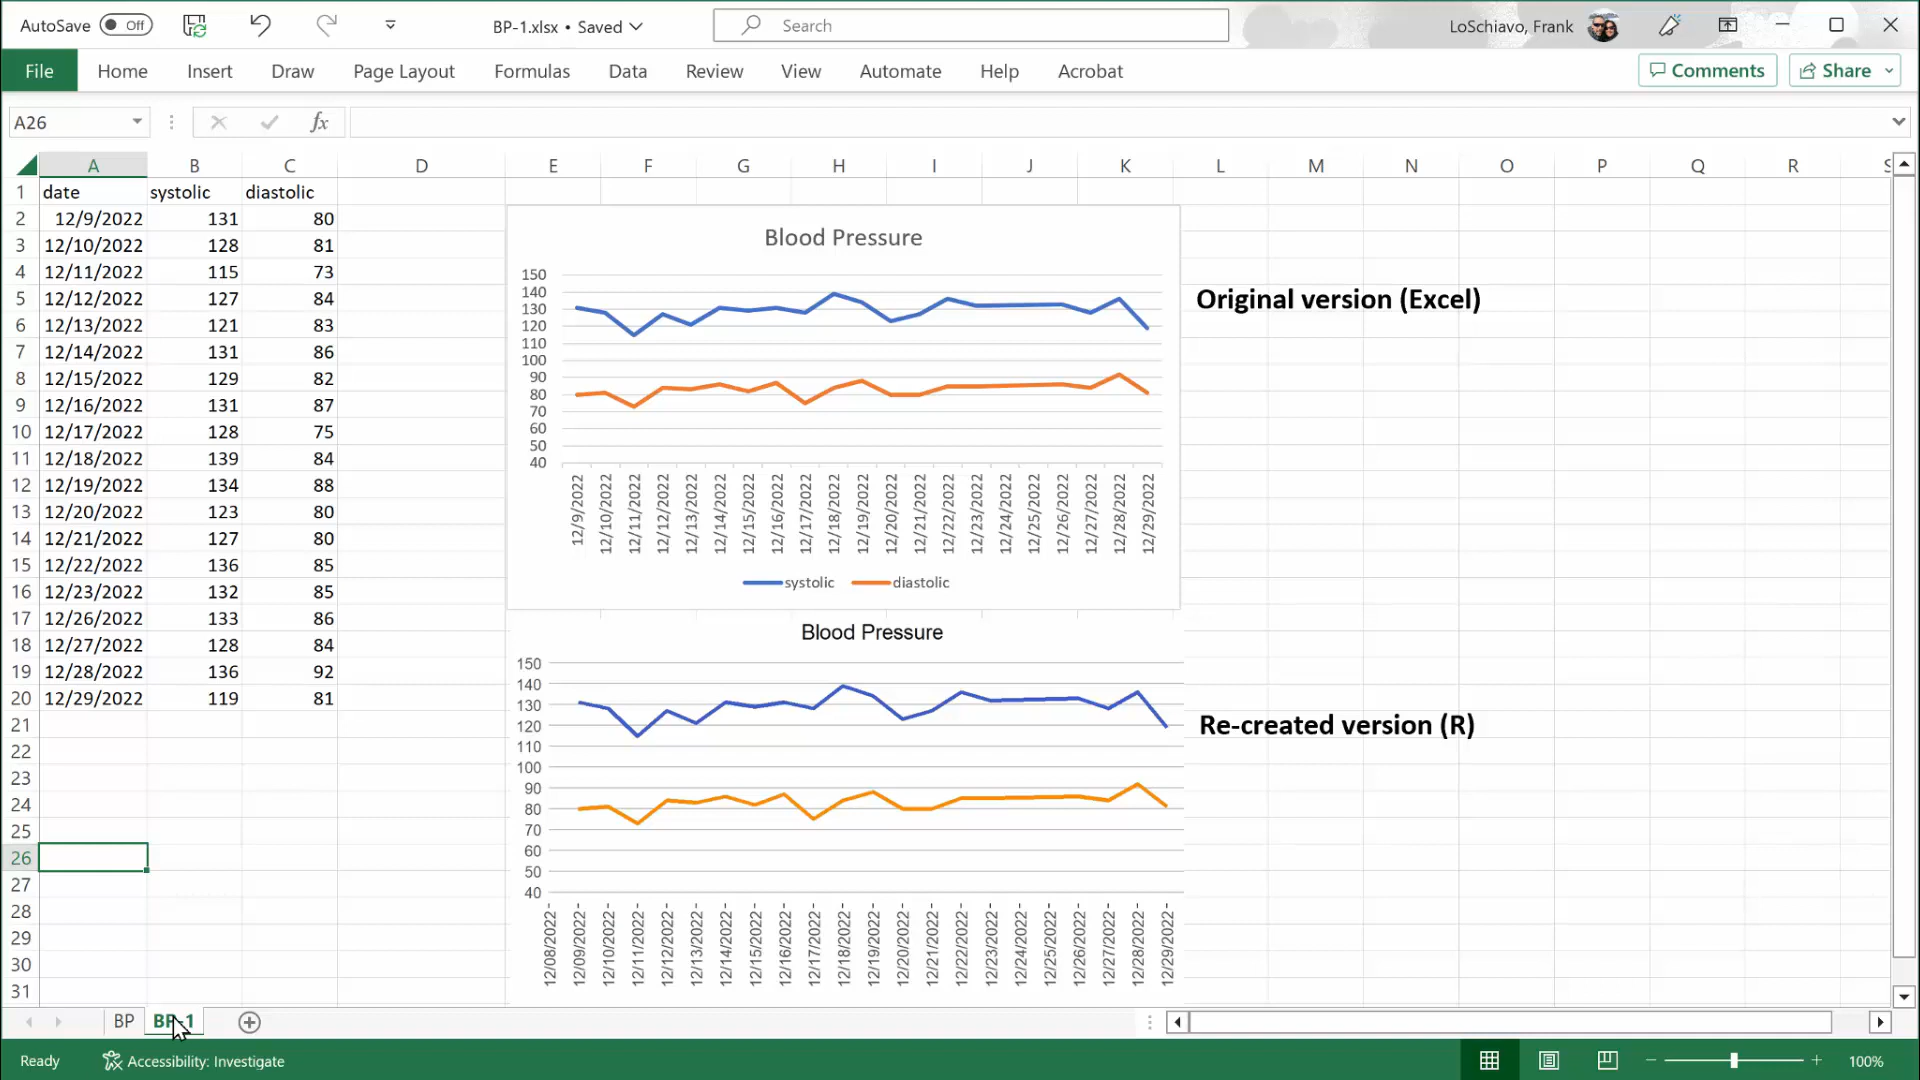 AutoSave Off BP-1.xlsx • Saved Search LoSchiavo, Frank
File Home Insert Draw Page Layout Formulas Data Review View Automate Help Acrobat Comments Share
A26 fx
A B C D E F G H I J K L M N O P Q R S
1 date systolic diastolic
2 12/9/2022 131 80
3 12/10/2022 128 81
4 12/11/2022 115 73
5 12/12/2022 127 84
6 12/13/2022 121 83
7 12/14/2022 131 86
8 12/15/2022 129 82
9 12/16/2022 131 87
10 12/17/2022 128 75
11 12/18/2022 139 84
12 12/19/2022 134 88
13 12/20/2022 123 80
14 12/21/2022 127 80
15 12/22/2022 136 85
16 12/23/2022 132 85
17 12/26/2022 133 86
18 12/27/2022 128 84
19 12/28/2022 136 92
20 12/29/2022 119 81
21
22
23
24
25
26
27
28
29
30
31
Blood Pressure
150
140
130
120
110
100
90
80
70
60
50
40
12/9/2022 12/10/2022 12/11/2022 12/12/2022 12/13/2022 12/14/2022 12/15/2022 12/16/2022 12/17/2022 12/18/2022 12/19/2022 12/20/2022 12/21/2022 12/22/2022 12/23/2022 12/24/2022 12/25/2022 12/26/2022 12/27/2022 12/28/2022 12/29/2022
systolic diastolic
Original version (Excel)
Blood Pressure
150
140
130
120
110
100
90
80
70
60
50
40
12/08/2022 12/09/2022 12/10/2022 12/11/2022 12/12/2022 12/13/2022 12/14/2022 12/15/2022 12/16/2022 12/17/2022 12/18/2022 12/19/2022 12/20/2022 12/21/2022 12/22/2022 12/23/2022 12/24/2022 12/25/2022 12/26/2022 12/27/2022 12/28/2022 12/29/2022
Re-created version (R)
BP BP-1
Ready Accessibility: Investigate 100%